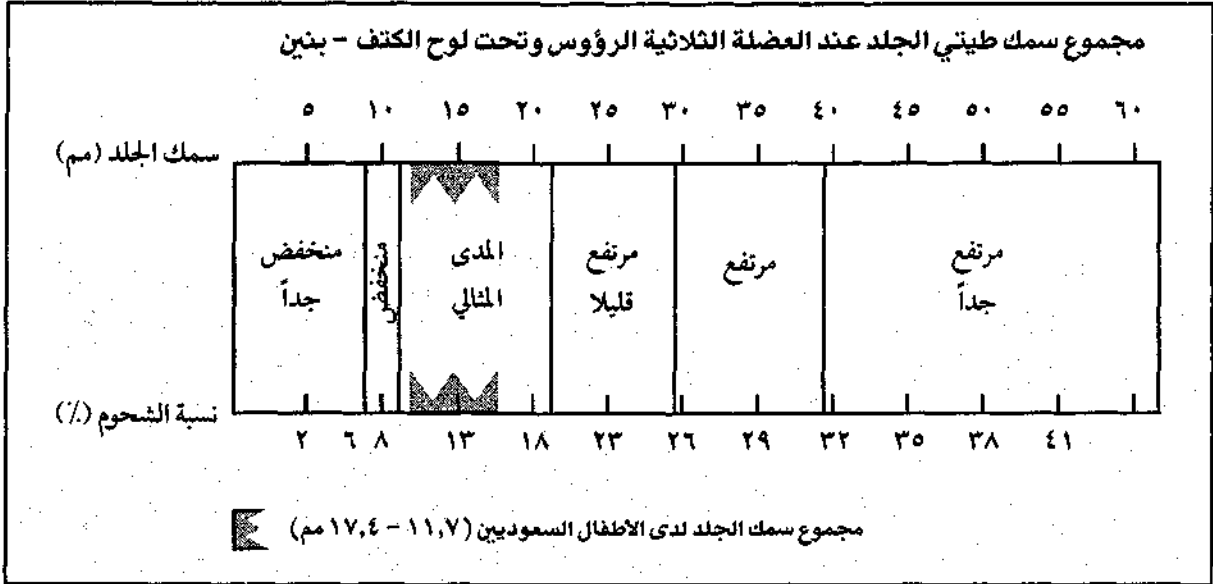 مجموع سمك طيتي الجلد عند العضلة الثلاثية الرؤوس وتحت لوح الكتف – بنين
٥ ١٠ ١٥ ٢٠ ٢٥ ٣٠ ٣٥ ٤٠ ٤٥ ٥٠ ٥٥ ٦٠
سمك الجلد (مم)
منخفض
جداً
منخفض
المدى
المثالي
مرتفع
قليلا
مرتفع
مرتفع
جداً
نسبة الشحوم (٪)
٢ ٦ ٨ ١٣ ١٨ ٢٣ ٢٦ ٢٩ ٣٢ ٣٥ ٣٨ ٤١
مجموع سمك الجلد لدى الأطفال السعوديين (١١,٧ – ١٧,٤ مم)